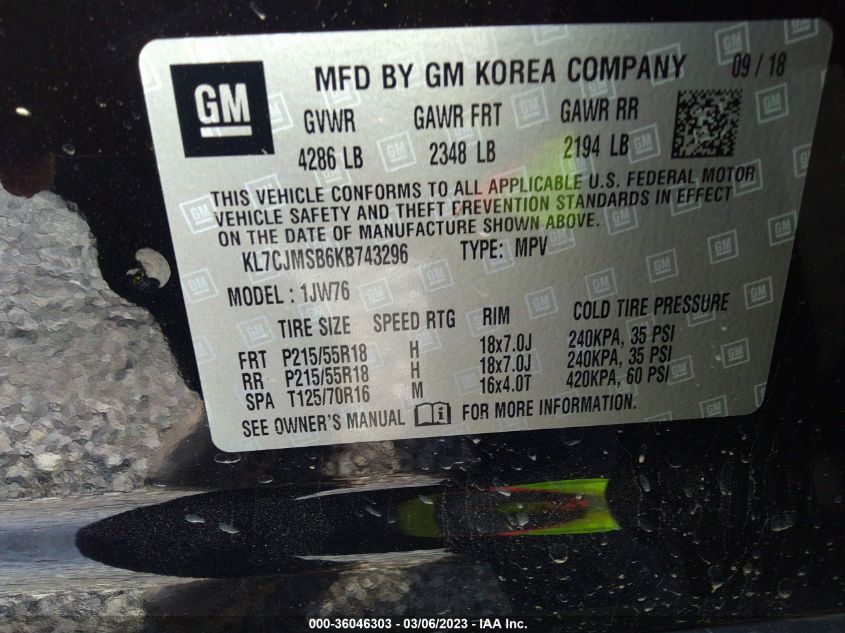 GM
MFD BY GM KOREA COMPANY 09 / 18
GVWR GAWR FRT GAWR RR
4286 LB 2348 LB 2194 LB
THIS VEHICLE CONFORMS TO ALL APPLICABLE U.S. FEDERAL MOTOR
VEHICLE SAFETY AND THEFT PREVENTION STANDARDS IN EFFECT
ON THE DATE OF MANUFACTURE SHOWN ABOVE.
KL7CJMSB6KB743296 TYPE: MPV
MODEL : 1JW76
TIRE SIZE SPEED RTG RIM COLD TIRE PRESSURE
FRT P215/55R18 H 18x7.0J 240KPA, 35 PSI
RR P215/55R18 H 18x7.0J 240KPA, 35 PSI
SPA T125/70R16 M 16x4.0T 420KPA, 60 PSI
SEE OWNER'S MANUAL FOR MORE INFORMATION.
000-36046303 - 03/06/2023 - IAA Inc.